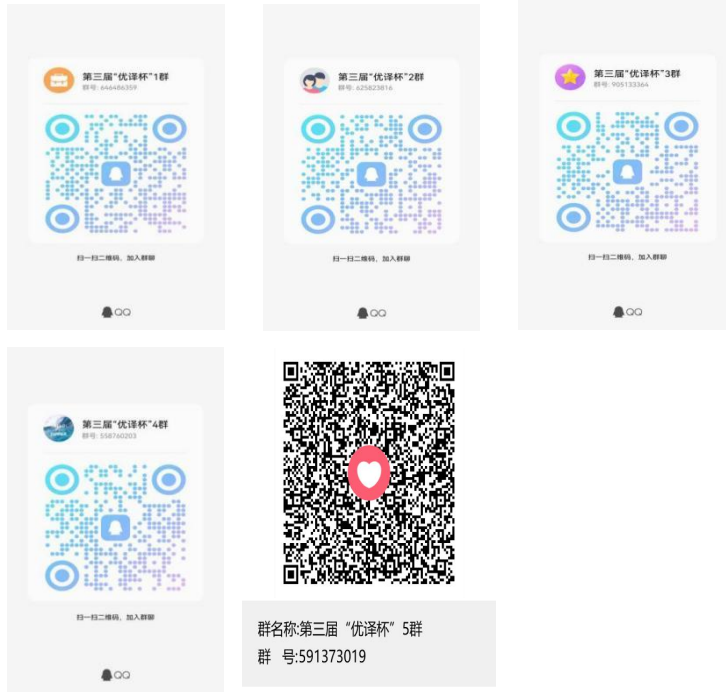 第三届“优译杯”1群
群号: 646486359
扫一扫二维码，加入群聊
QQ
第三届“优译杯”2群
群号: 625823816
扫一扫二维码，加入群聊
QQ
第三届“优译杯”3群
群号: 905133364
扫一扫二维码，加入群聊
QQ
第三届“优译杯”4群
群号: 558760203
扫一扫二维码，加入群聊
QQ
群名称:第三届“优译杯”5群
群 号:591373019